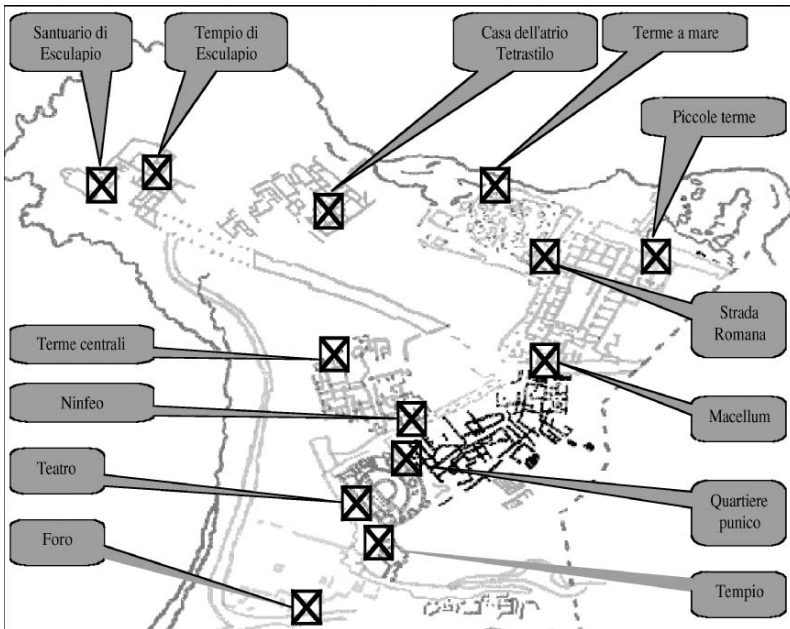 Santuario di
Esculapio
Tempio di
Esculapio
Casa dell'atrio
Tetrastilo
Terme a mare
Piccole terme
Strada
Romana
Terme centrali
Ninfeo
Macellum
Teatro
Quartiere
punico
Foro
Tempio